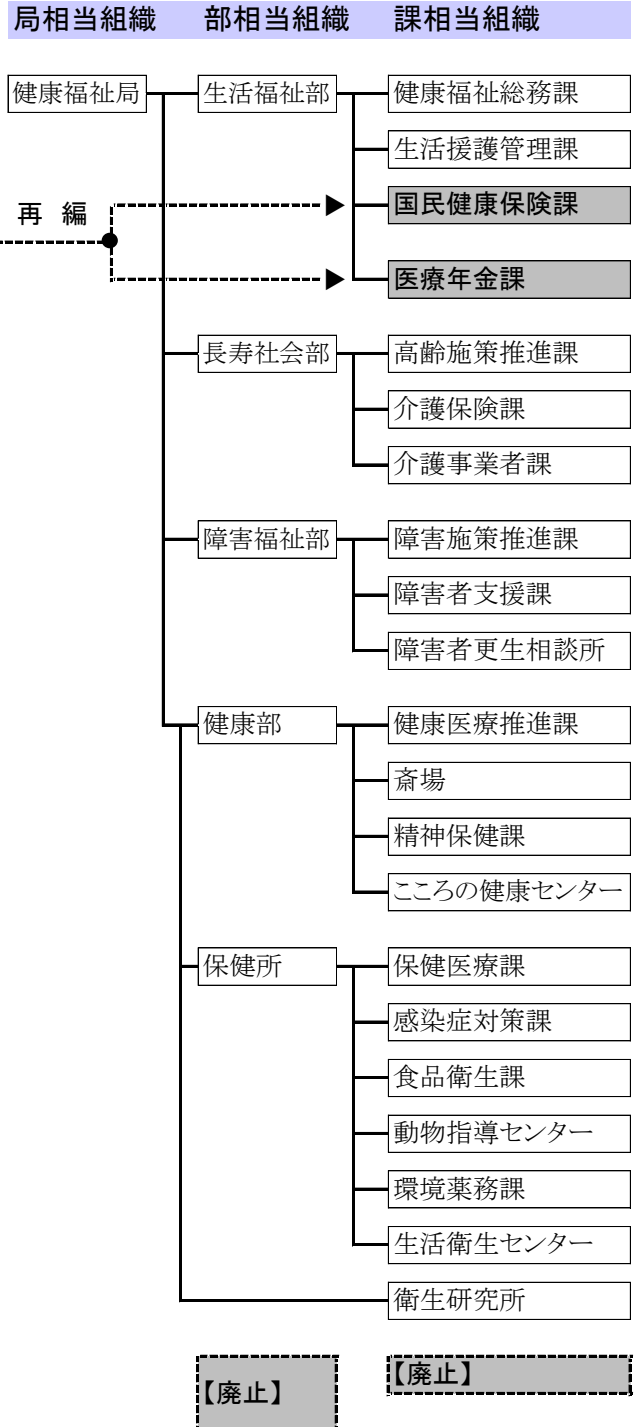 局相当組織 部相当組織 課相当組織
健康福祉局 生活福祉部 健康福祉総務課
生活援護管理課
再 編 国民健康保険課
医療年金課
長寿社会部 高齢施策推進課
介護保険課
介護事業者課
障害福祉部 障害施策推進課
障害者支援課
障害者更生相談所
健康部 健康医療推進課
斎場
精神保健課
こころの健康センター
保健所 保健医療課
感染症対策課
食品衛生課
動物指導センター
環境薬務課
生活衛生センター
衛生研究所
【廃止】 【廃止】